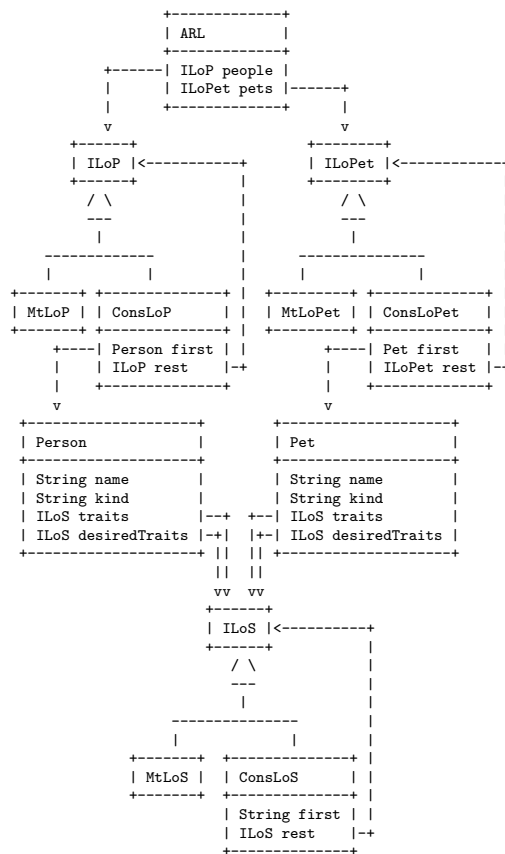 ARL
ILoP people
ILoPet pets
ILoP ILoPet
MtLoP ConsLoP MtLoPet ConsLoPet
Person first Pet first
ILoP rest ILoPet rest
Person Pet
String name String name
String kind String kind
ILoS traits ILoS traits
ILoS desiredTraits ILoS desiredTraits
ILoS
MtLoS ConsLoS
String first
ILoS rest